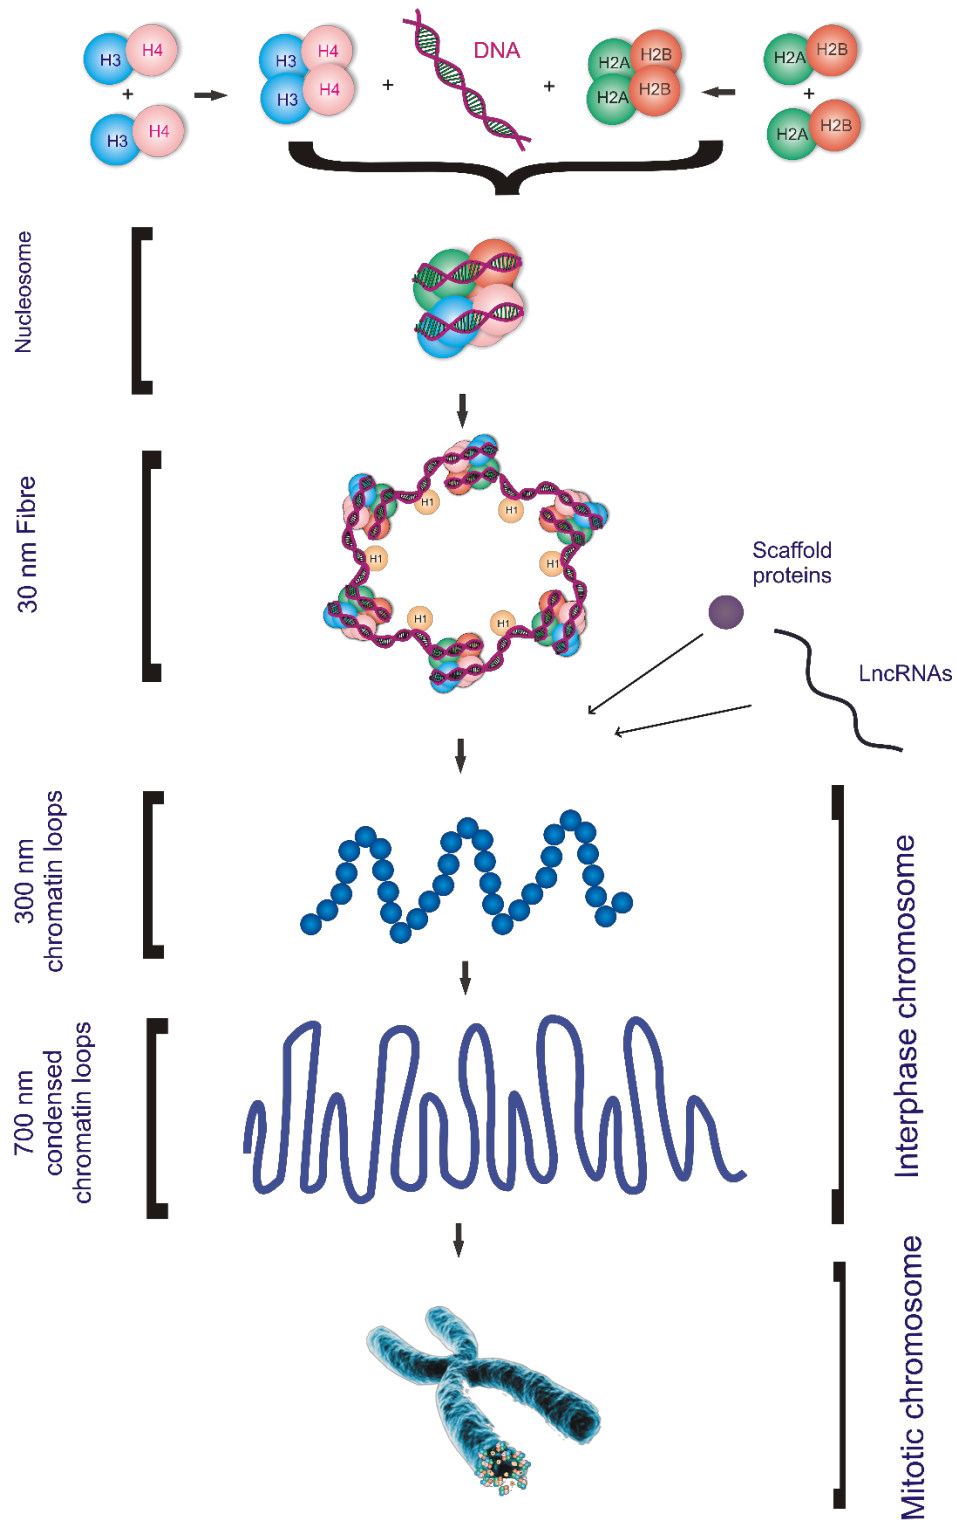 H3
H4
+
H3
H4
H3
H4
H3
H4
+
DNA
+
H2A
H2B
H2A
H2B
H2A
H2B
+
H2A
H2B
Nucleosome
30 nm Fibre
H1
H1
H1
H1
H1
H1
Scaffold
proteins
LncRNAs
300 nm
chromatin loops
700 nm
condensed
chromatin loops
Interphase chromosome
Mitotic chromosome